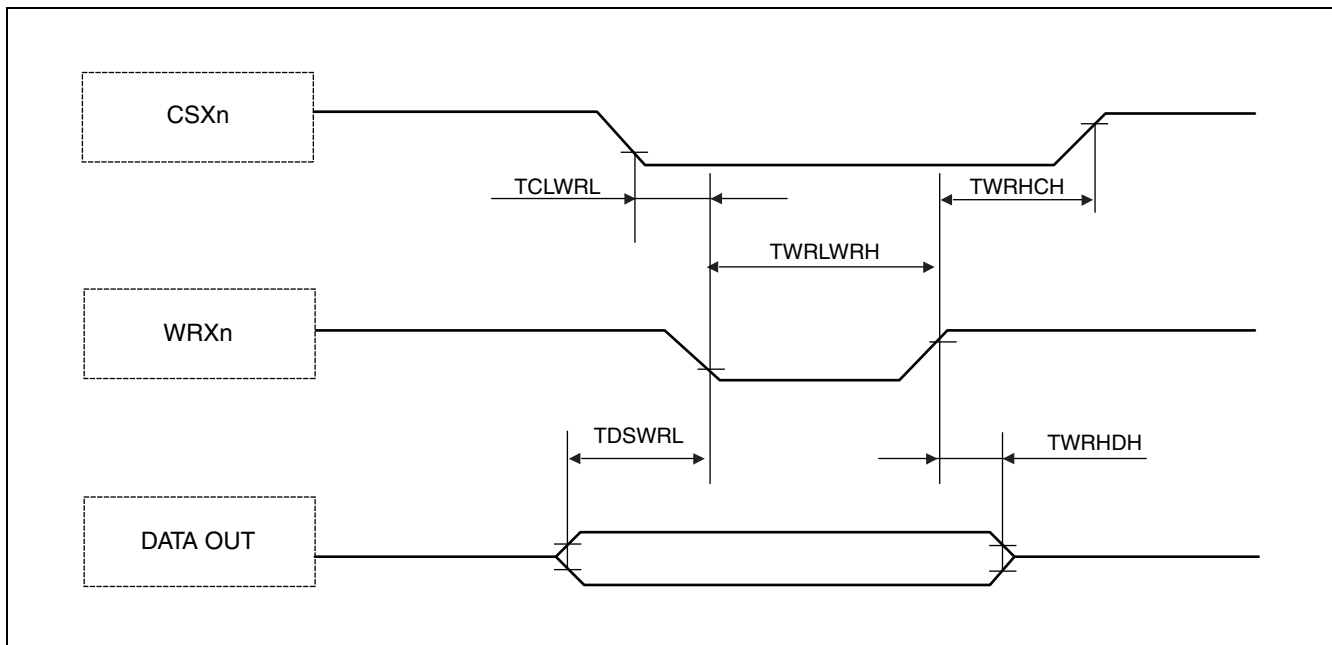 CSXn
TCLWRL
TWRHCH
TWRLWRH
WRXn
TDSWRL
TWRHDH
DATA OUT